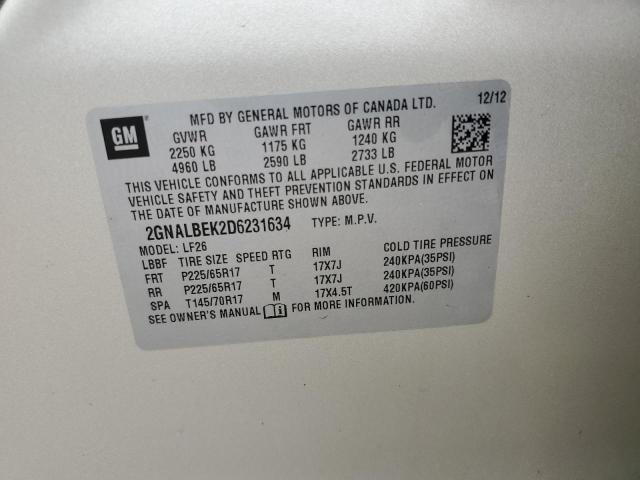 GM
MFD BY GENERAL MOTORS OF CANADA LTD. 12/12
GVWR GAWR FRT GAWR RR
2250 KG 1175 KG 1240 KG
4960 LB 2590 LB 2733 LB
THIS VEHICLE CONFORMS TO ALL APPLICABLE U.S. FEDERAL MOTOR
VEHICLE SAFETY AND THEFT PREVENTION STANDARDS IN EFFECT ON
THE DATE OF MANUFACTURE SHOWN ABOVE.
2GNALBEK2D6231634 TYPE: M.P.V.
MODEL: LF26
LBBF TIRE SIZE SPEED RTG RIM COLD TIRE PRESSURE
FRT P225/65R17 T 17X7J 240KPA(35PSI)
RR P225/65R17 T 17X7J 240KPA(35PSI)
SPA T145/70R17 M 17X4.5T 420KPA(60PSI)
SEE OWNER'S MANUAL FOR MORE INFORMATION.